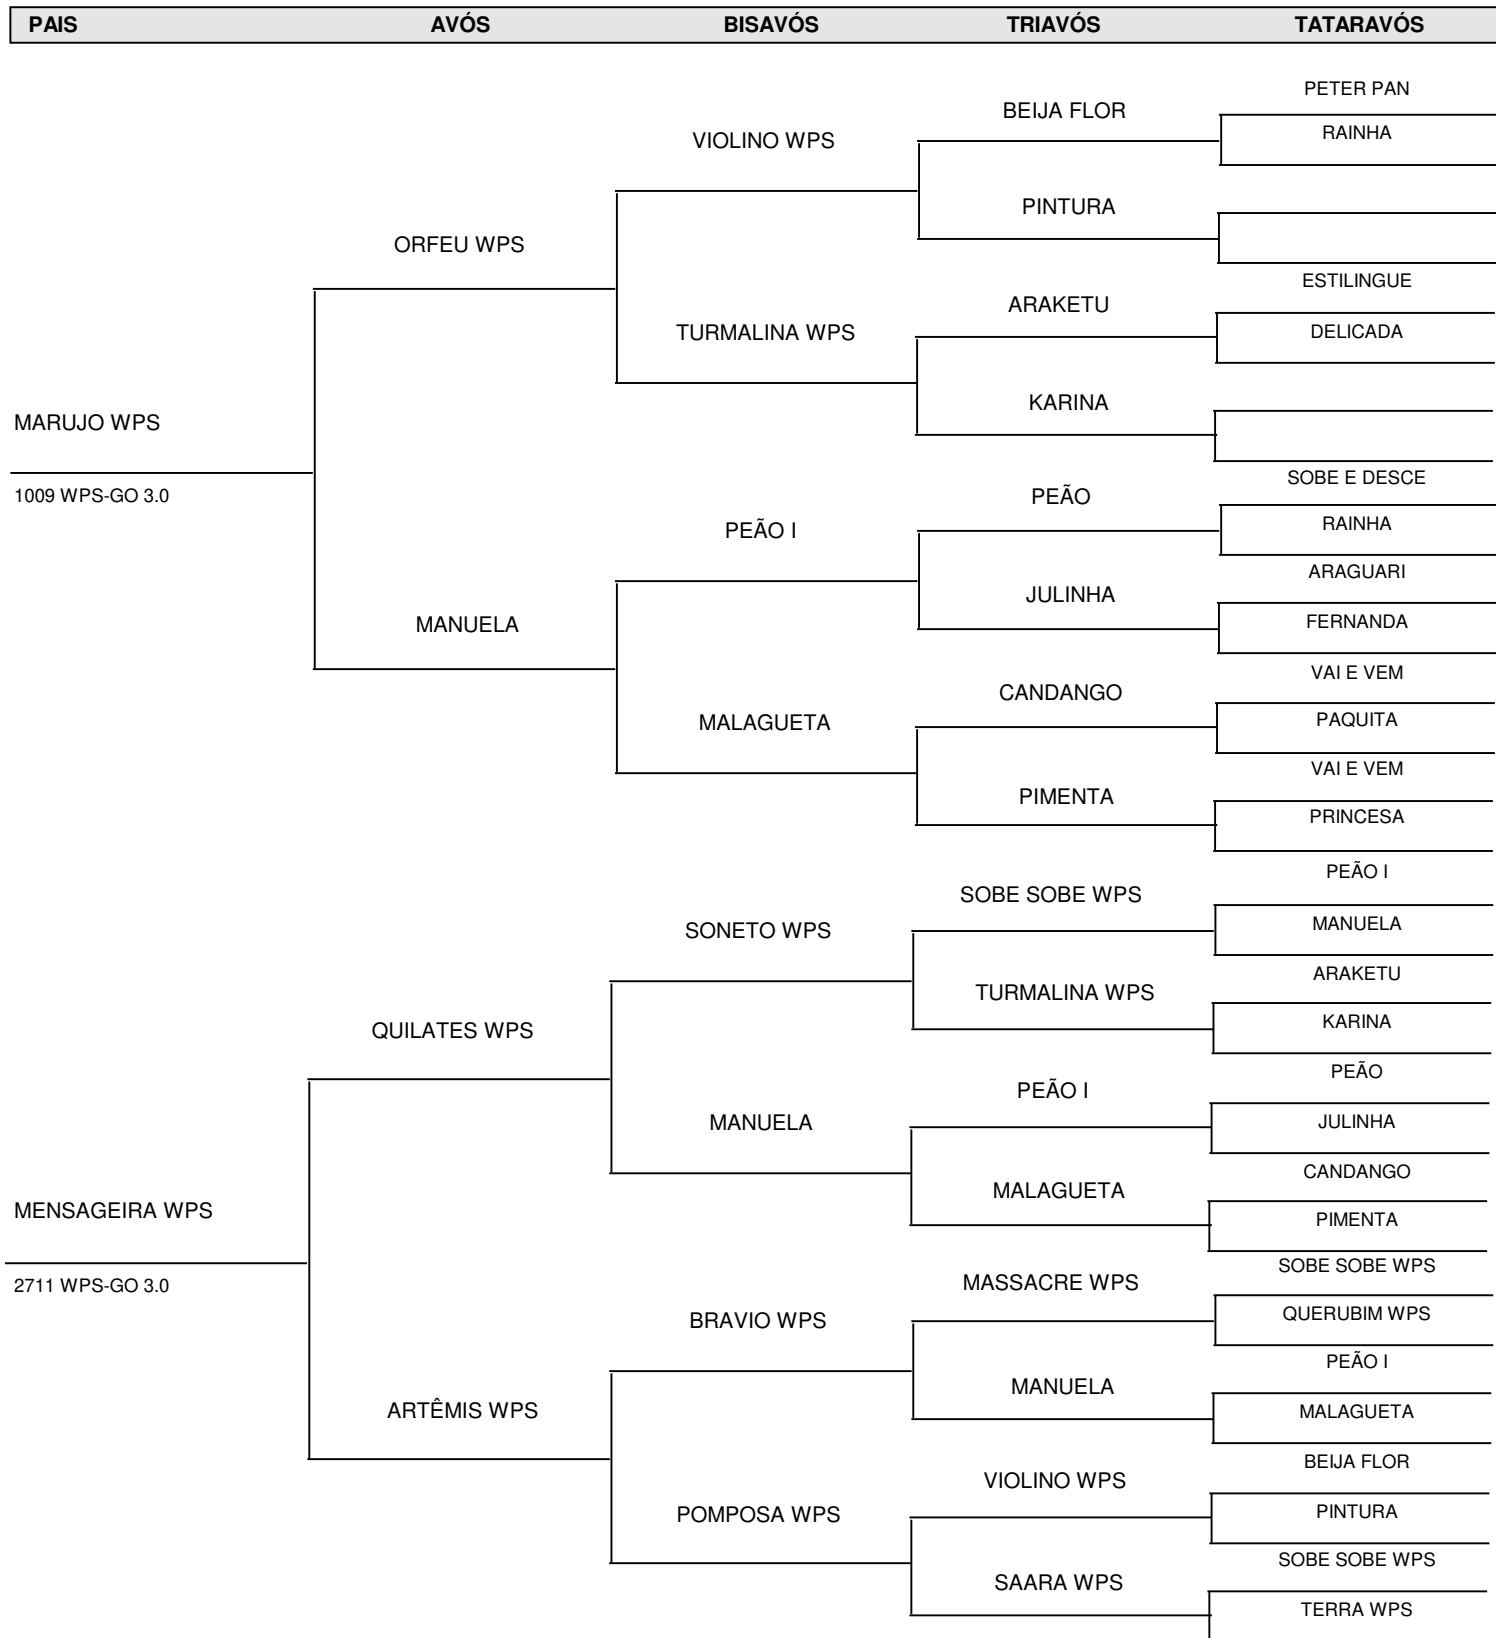 PAIS AVÓS BISAVÓS TRIAVÓS TATARAVÓS
PETER PAN
BEIJA FLOR
RAINHA
VIOLINO WPS
PINTURA
ORFEU WPS
ESTILINGUE
ARAKETU
TURMALINA WPS
DELICADA
KARINA
MARUJO WPS
SOBE E DESCE
1009 WPS-GO 3.0
PEÃO
RAINHA
PEÃO I
ARAGUARI
JULINHA
FERNANDA
MANUELA
VAI E VEM
CANDANGO
PAQUITA
MALAGUETA
VAI E VEM
PIMENTA
PRINCESA
PEÃO I
SOBE SOBE WPS
MANUELA
SONETO WPS
ARAKETU
TURMALINA WPS
KARINA
QUILATES WPS
PEÃO
PEÃO I
JULINHA
MANUELA
CANDANGO
MALAGUETA
PIMENTA
MENSAGEIRA WPS
SOBE SOBE WPS
2711 WPS-GO 3.0
MASSACRE WPS
QUERUBIM WPS
BRAVIO WPS
PEÃO I
MANUELA
MALAGUETA
ARTÊMIS WPS
BEIJA FLOR
VIOLINO WPS
PINTURA
POMPOSA WPS
SOBE SOBE WPS
SAARA WPS
TERRA WPS